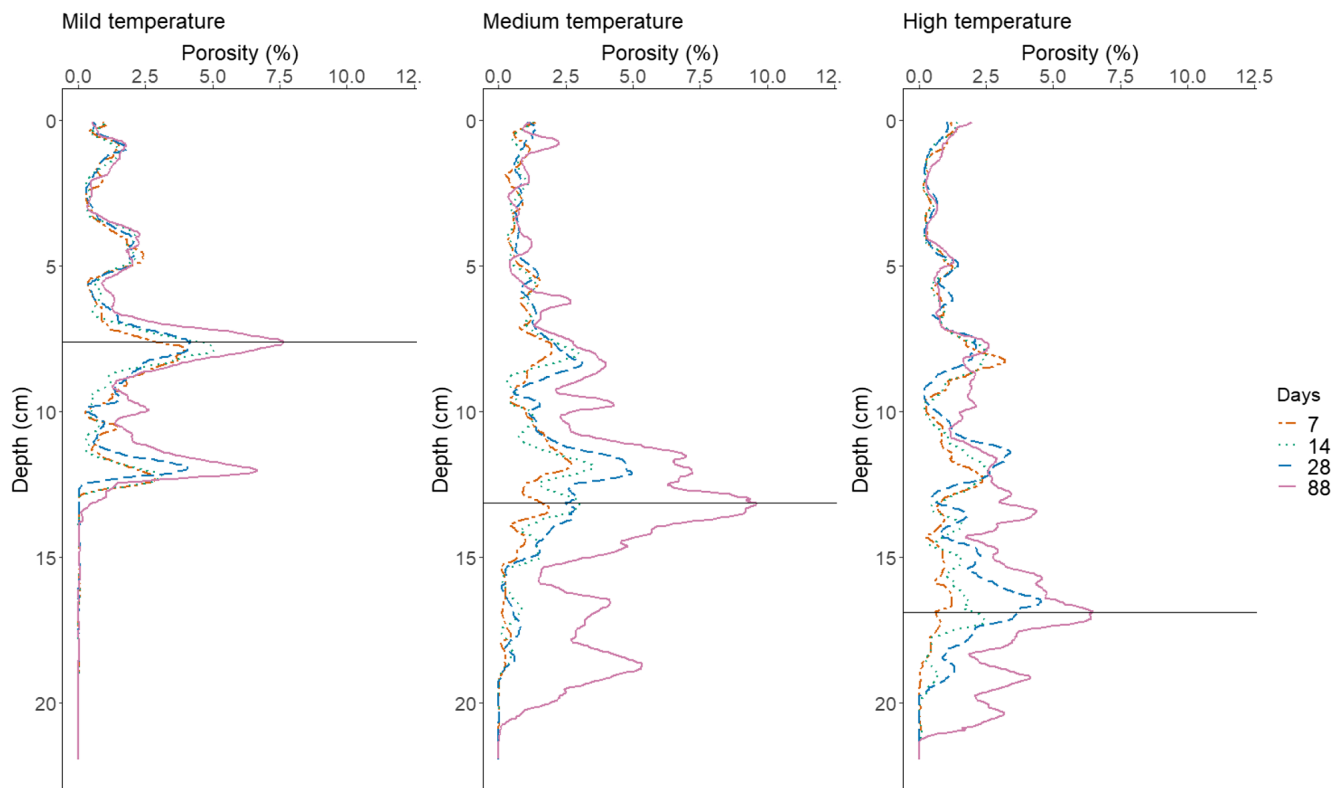 Mild temperature
Porosity (%)
0.0 2.5 5.0 7.5 10.0 12.
0
5
10
15
20
Depth (cm)
Medium temperature
Porosity (%)
0.0 2.5 5.0 7.5 10.0 12.
0
5
10
15
20
Depth (cm)
High temperature
Porosity (%)
0.0 2.5 5.0 7.5 10.0 12.5
0
5
10
15
20
Depth (cm)
Days
7
14
28
88